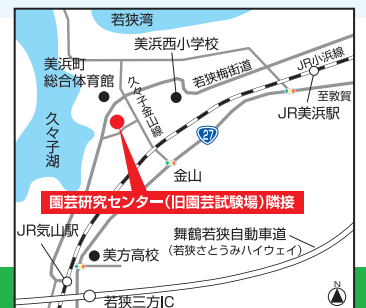 若狭湾
美浜西小学校
美浜町
総合体育館
久々子金山線
若狭梅街道
JR小浜線
至敦賀
JR美浜駅
久々子湖
27
金山
園芸研究センター(旧園芸試験場)隣接
JR気山駅
美方高校
舞鶴若狭自動車道
(若狭さとうみハイウェイ)
若狭三方IC
N